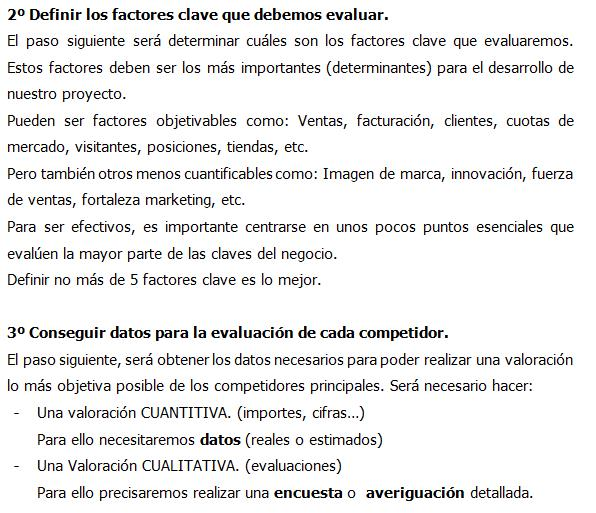 2º Definir los factores clave que debemos evaluar.
El paso siguiente será determinar cuáles son los factores clave que evaluaremos.
Estos factores deben ser los más importantes (determinantes) para el desarrollo de
nuestro proyecto.
Pueden ser factores objetivables como: Ventas, facturación, clientes, cuotas de
mercado, visitantes, posiciones, tiendas, etc.
Pero también otros menos cuantificables como: Imagen de marca, innovación, fuerza
de ventas, fortaleza marketing, etc.
Para ser efectivos, es importante centrarse en unos pocos puntos esenciales que
evalúen la mayor parte de las claves del negocio.
Definir no más de 5 factores clave es lo mejor.
3º Conseguir datos para la evaluación de cada competidor.
El paso siguiente, será obtener los datos necesarios para poder realizar una valoración
lo más objetiva posible de los competidores principales. Será necesario hacer:
- Una valoración CUANTITIVA. (importes, cifras...)
Para ello necesitaremos datos (reales o estimados)
- Una Valoración CUALITATIVA. (evaluaciones)
Para ello precisaremos realizar una encuesta o averiguación detallada.